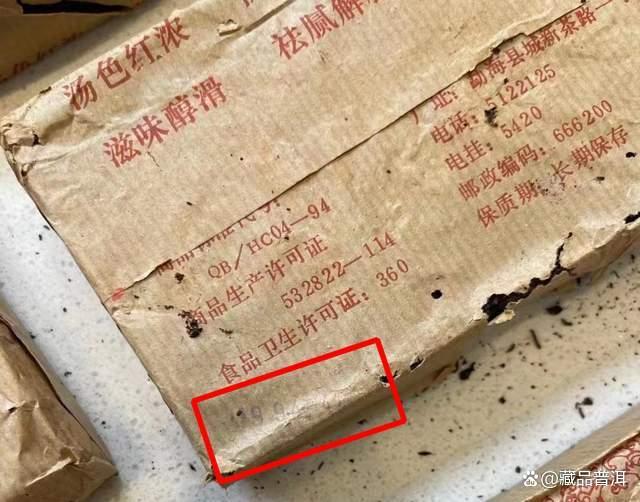 汤色红浓
滋味醇滑
祛腻解
厂址: 勐海县城新茶路一
电话: 5122125
电挂: 5420
邮政编码: 666200
保质期: 长期保存
QB/HC04—94
商品生产许可证
532822—114
食品卫生许可证: 360
藏品普洱